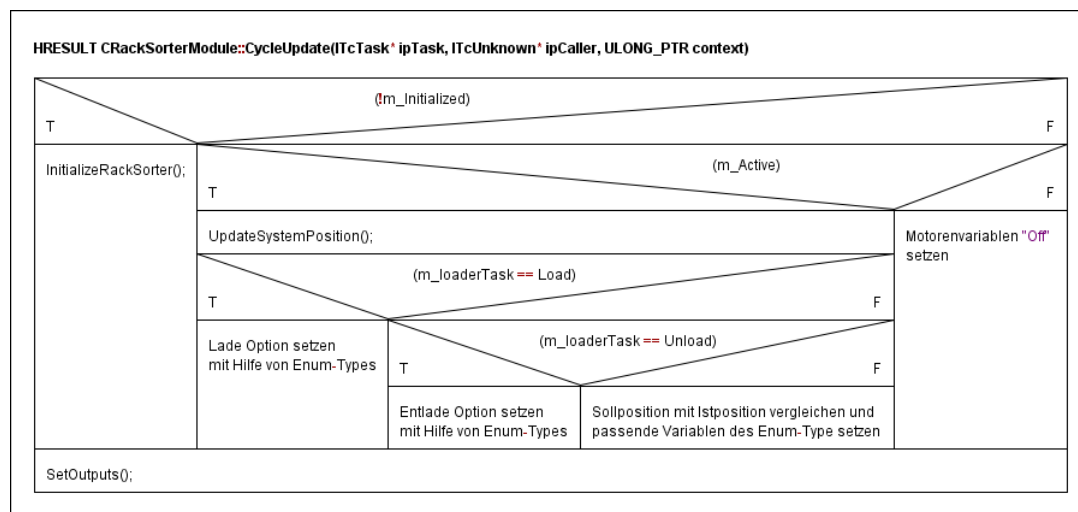 HRESULT CRackSorterModule::CycleUpdate(ITcTask* ipTask, ITcUnknown* ipCaller, ULONG_PTR context)
(!m_Initialized)
T
F
InitializeRackSorter();
(m_Active)
T
F
UpdateSystemPosition();
Motorenvariablen "Off"
setzen
(m_loaderTask == Load)
T
F
Lade Option setzen
mit Hilfe von Enum-Types
(m_loaderTask == Unload)
T
F
Entlade Option setzen
mit Hilfe von Enum-Types
Sollposition mit Istposition vergleichen und
passende Variablen des Enum-Type setzen
SetOutputs();